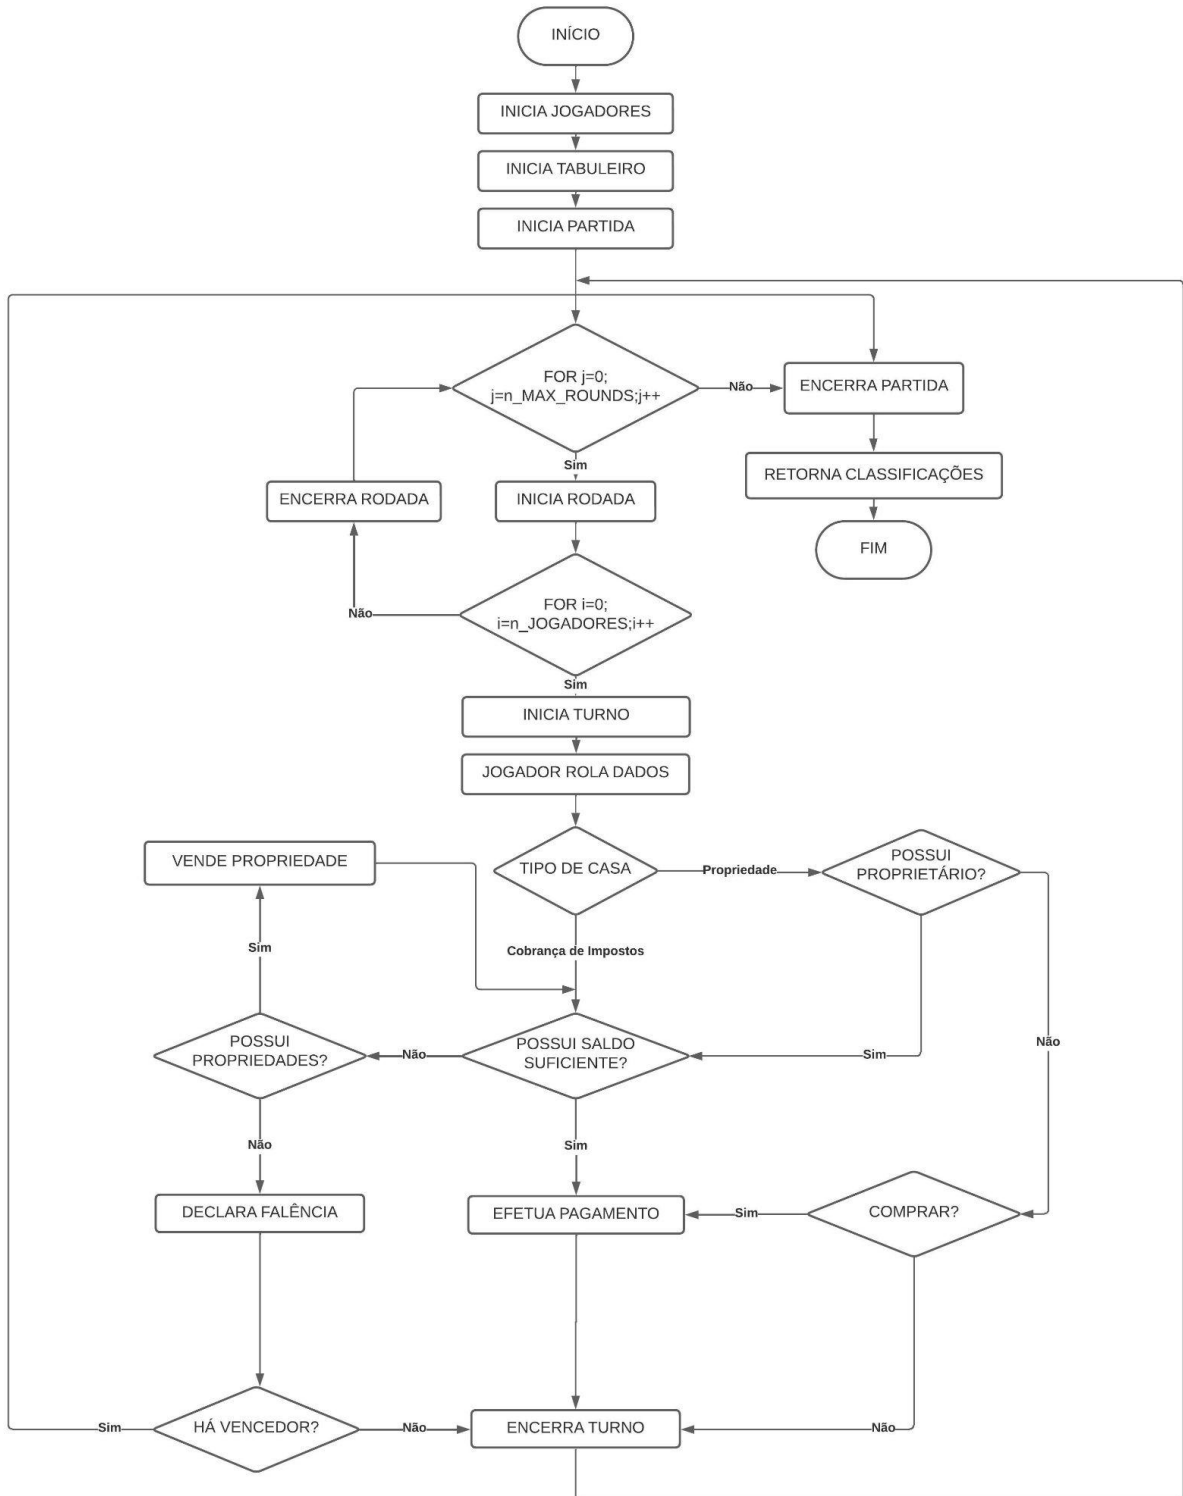 INÍCIO
INICIA JOGADORES
INICIA TABULEIRO
INICIA PARTIDA
FOR j=0;
j=n_MAX_ROUNDS;j++
Não
ENCERRA PARTIDA
Sim
RETORNA CLASSIFICAÇÕES
ENCERRA RODADA
INICIA RODADA
FIM
FOR i=0;
i=n_JOGADORES;i++
Não
Sim
INICIA TURNO
JOGADOR ROLA DADOS
VENDE PROPRIEDADE
TIPO DE CASA
Propriedade
POSSUI
PROPRIETÁRIO?
Sim
Cobrança de Impostos
POSSUI
PROPRIEDADES?
Não
POSSUI SALDO
SUFICIENTE?
Sim
Não
Não
Sim
DECLARA FALÊNCIA
EFETUA PAGAMENTO
Sim
COMPRAR?
Sim
HÁ VENCEDOR?
Não
ENCERRA TURNO
Não